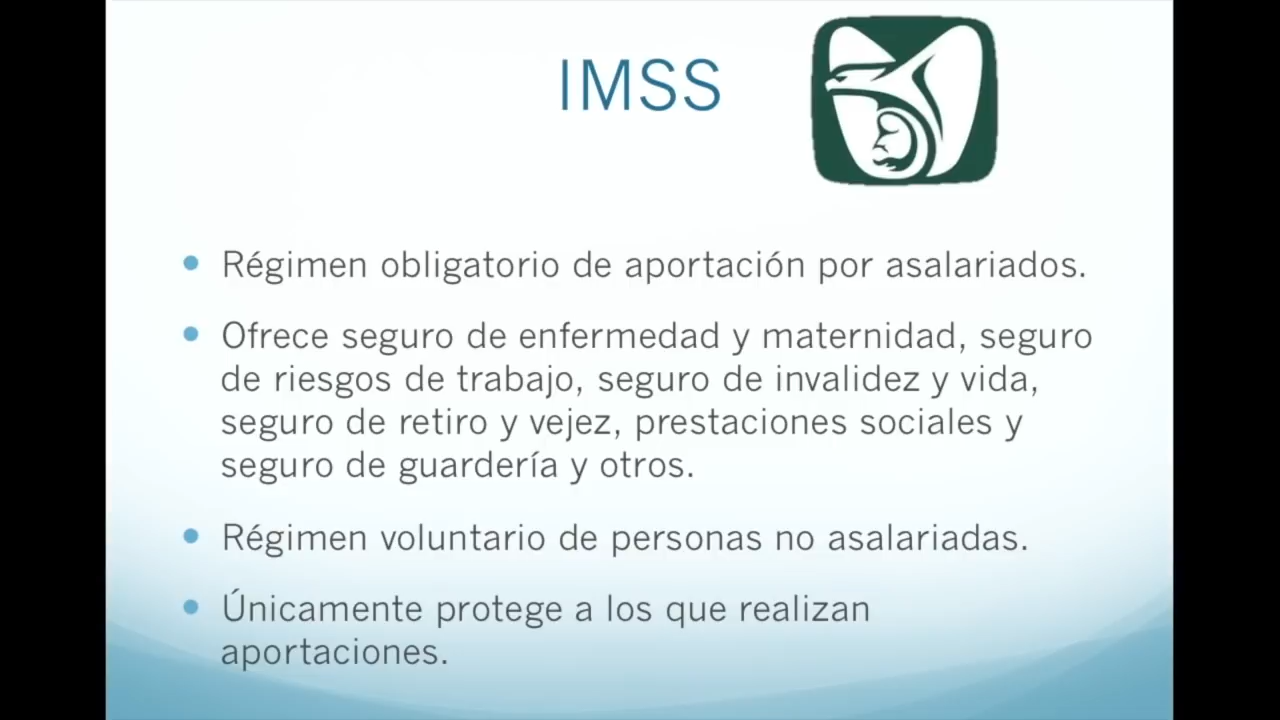 IMSS
Régimen obligatorio de aportación por asalariados.
Ofrece seguro de enfermedad y maternidad, seguro
de riesgos de trabajo, seguro de invalidez y vida,
seguro de retiro y vejez, prestaciones sociales y
seguro de guardería y otros.
Régimen voluntario de personas no asalariadas.
Únicamente protege a los que realizan
aportaciones.